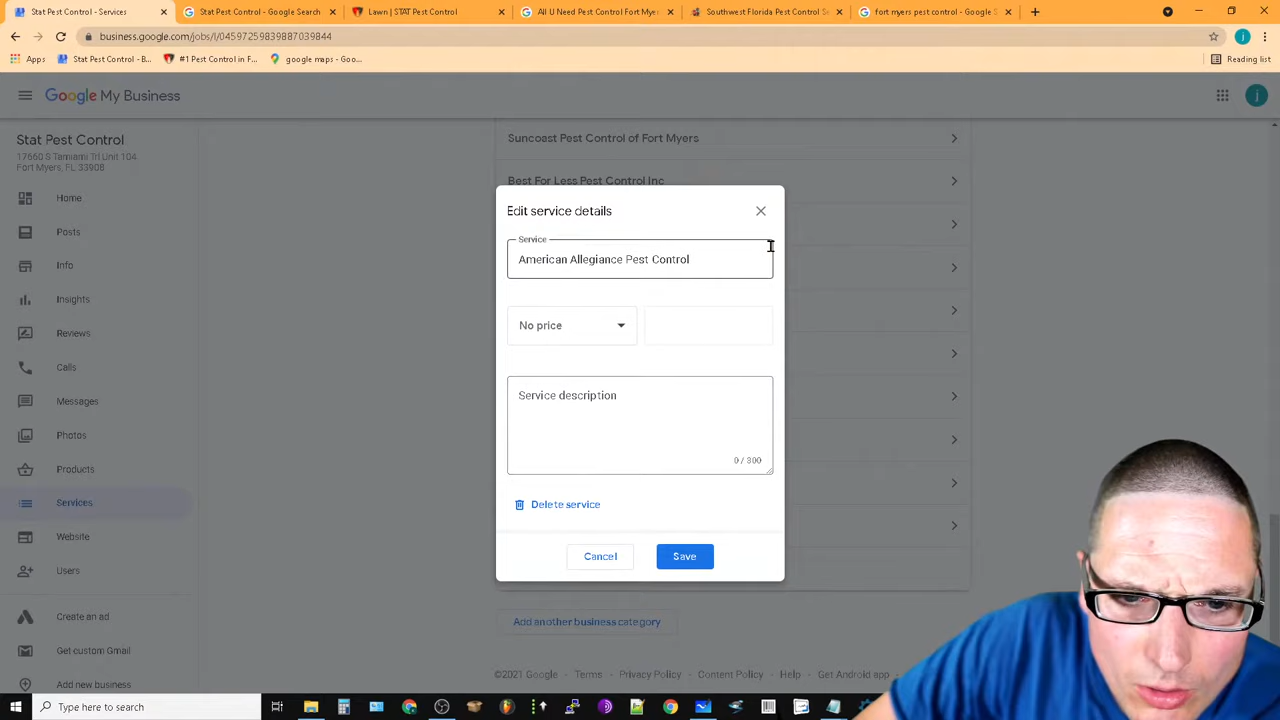 Stat Pest Control - Services
Stat Pest Control - Google Search
Lawn | STAT Pest Control
All U Need Pest Control Fort Mye
Southwest Florida Pest Control Se
fort myers pest control - Google S
business.google.com/jobs/l/04597259839887039844
Apps
Stat Pest Control - B...
#1 Pest Control in F...
google maps - Goo...
Reading list
Google My Business
j
Stat Pest Control
17660 S Tamiami Trl Unit 104,
Fort Myers, FL 33908
Home
Posts
Info
Insights
Reviews
Calls
Messages
Photos
Products
Services
Website
Users
Create an ad
Get custom Gmail
Add new business
Suncoast Pest Control of Fort Myers
Best For Less Pest Control Inc
Edit service details
Service
American Allegiance Pest Control
No price
Service description
0 / 300
Delete service
Cancel
Save
Add another business category
©2021 Google
Terms
Privacy Policy
Content Policy
Help
Get Android app
Type here to search